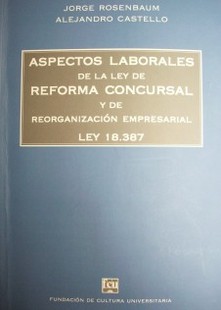 JORGE ROSENBAUM
ALEJANDRO CASTELLO
ASPECTOS LABORALES
DE LA LEY DE
REFORMA CONCURSAL
Y DE
REORGANIZACIÓN EMPRESARIAL
LEY 18.387
FUNDACIÓN DE CULTURA UNIVERSITARIA